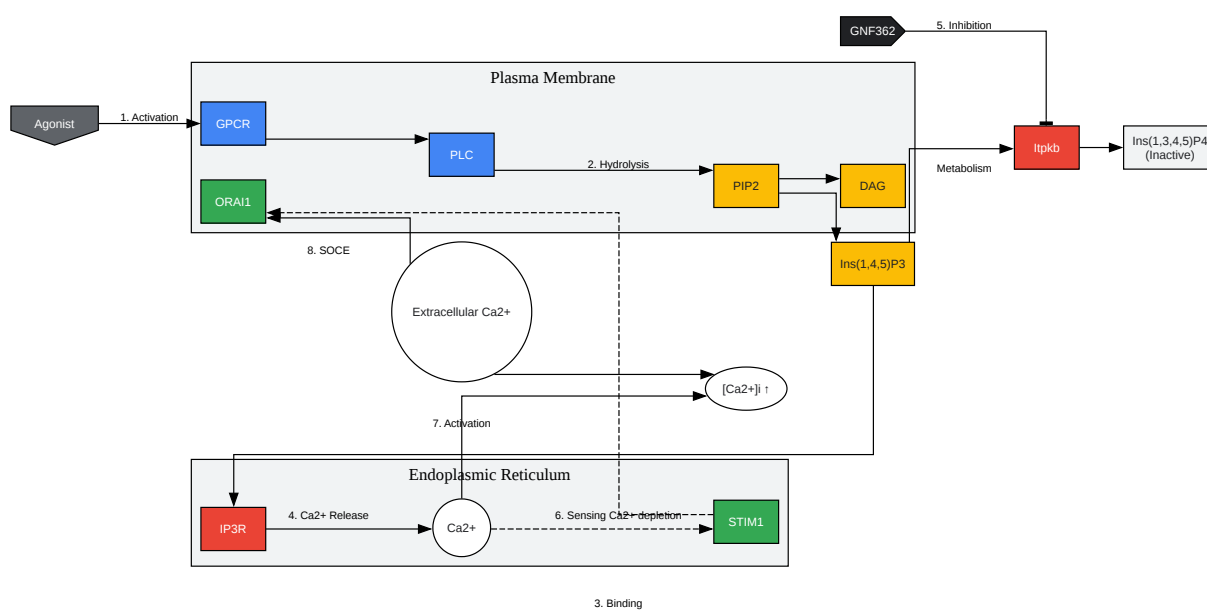 GNF362
5. Inhibition
Plasma Membrane
Agonist
1. Activation
GPCR
PLC
2. Hydrolysis
Itpkb
Ins(1,3,4,5)P4
(Inactive)
Metabolism
PIP2
DAG
ORAI1
8. SOCE
Ins(1,4,5)P3
Extracellular Ca2+
[Ca2+]i ↑
7. Activation
Endoplasmic Reticulum
IP3R
4. Ca2+ Release
Ca2+
6. Sensing Ca2+ depletion
STIM1
3. Binding